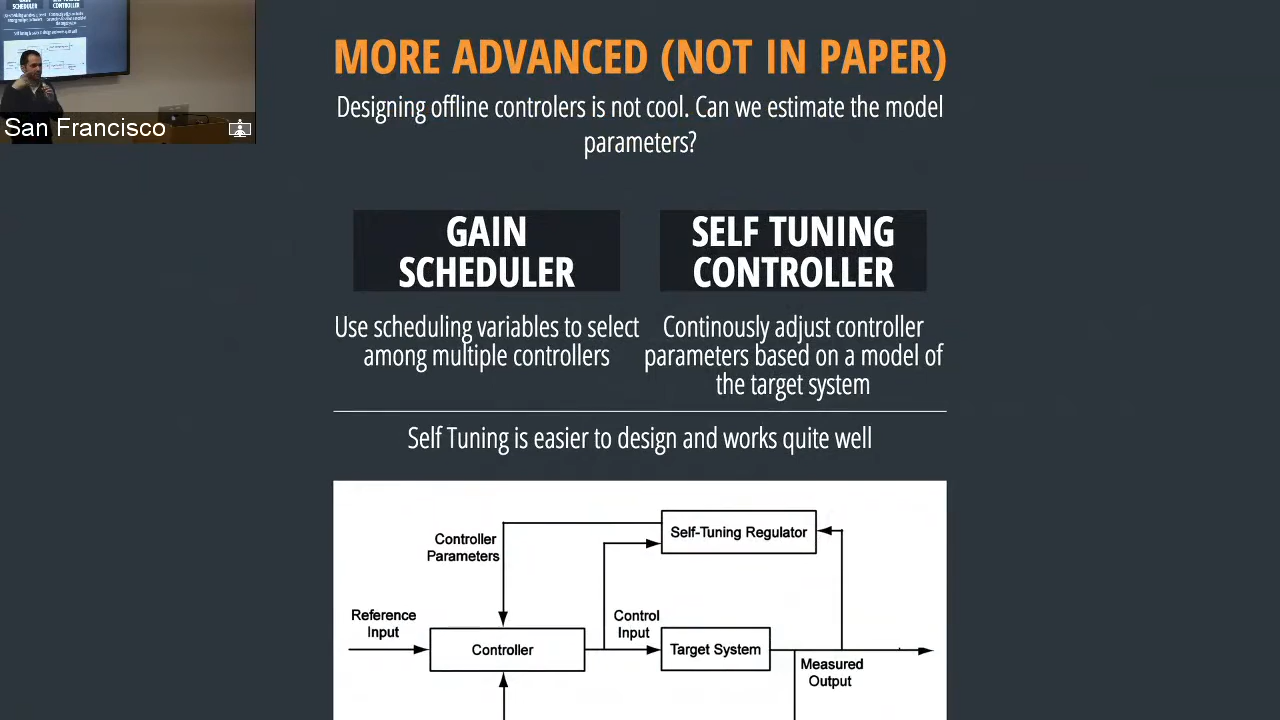 MORE ADVANCED (NOT IN PAPER)
Designing offline controlers is not cool. Can we estimate the model
parameters?
San Francisco
GAIN
SCHEDULER
Use scheduling variables to select
among multiple controllers
SELF TUNING
CONTROLLER
Continously adjust controller
parameters based on a model of
the target system
Self Tuning is easier to design and works quite well
Self-Tuning Regulator
Controller
Parameters
Reference
Input
Controller
Control
Input
Target System
Measured
Output